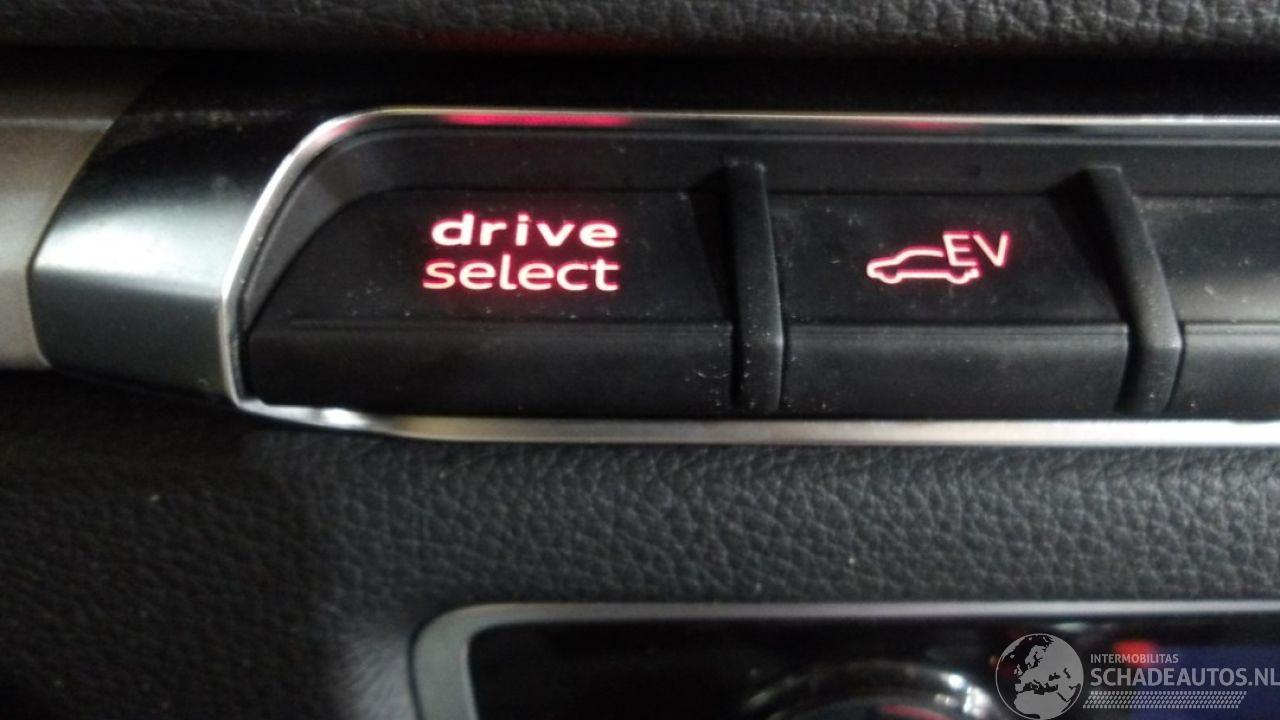 drive
select
EV
INTERMOBILITAS
SCHADEAUTOS.NL